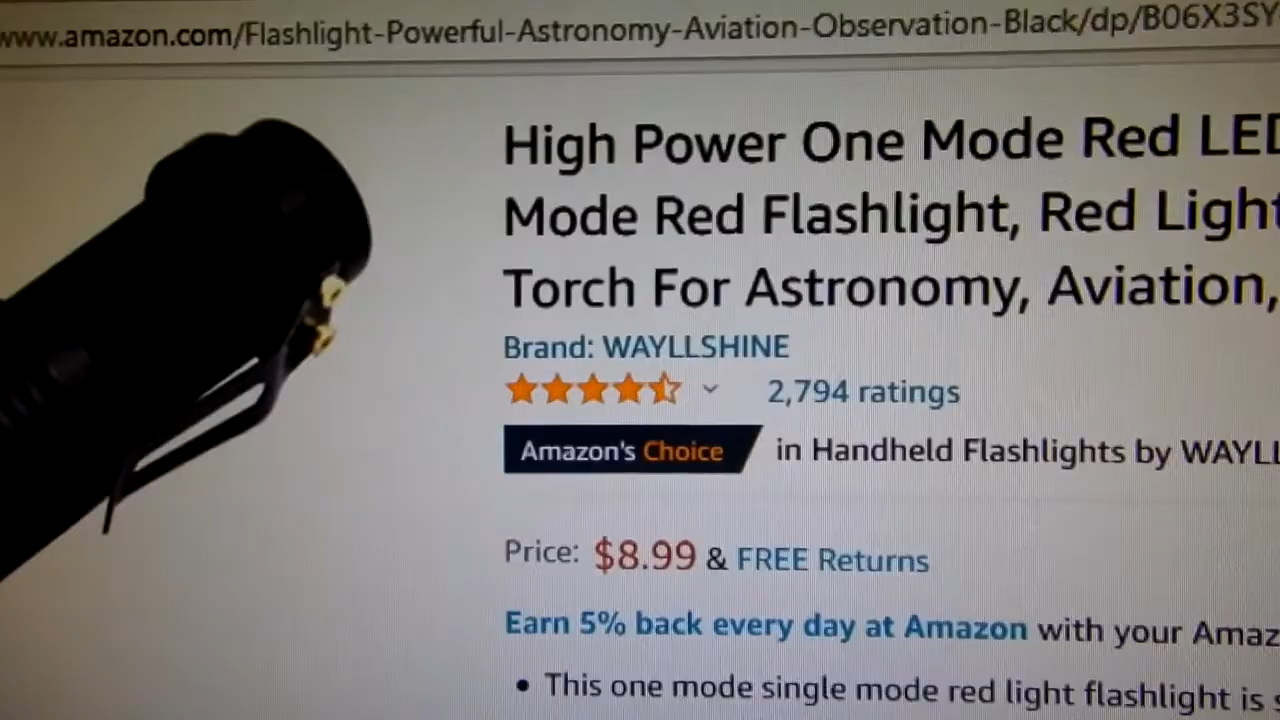 www.amazon.com/Flashlight-Powerful-Astronomy-Aviation-Observation-Black/dp/B06X3SY
High Power One Mode Red LED
Mode Red Flashlight, Red Light
Torch For Astronomy, Aviation,
Brand: WAYLLSHINE
2,794 ratings
Amazon's Choice in Handheld Flashlights by WAYLL
Price: $8.99 & FREE Returns
Earn 5% back every day at Amazon with your Amaz
• This one mode single mode red light flashlight is s